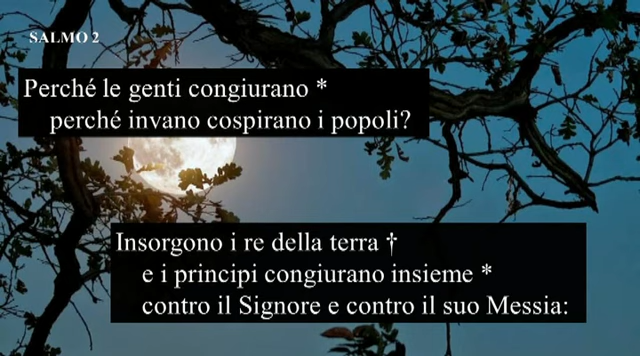 SALMO 2
Perché le genti congiurano *
perché invano cospirano i popoli?
Insorgono i re della terra †
e i principi congiurano insieme *
contro il Signore e contro il suo Messia: